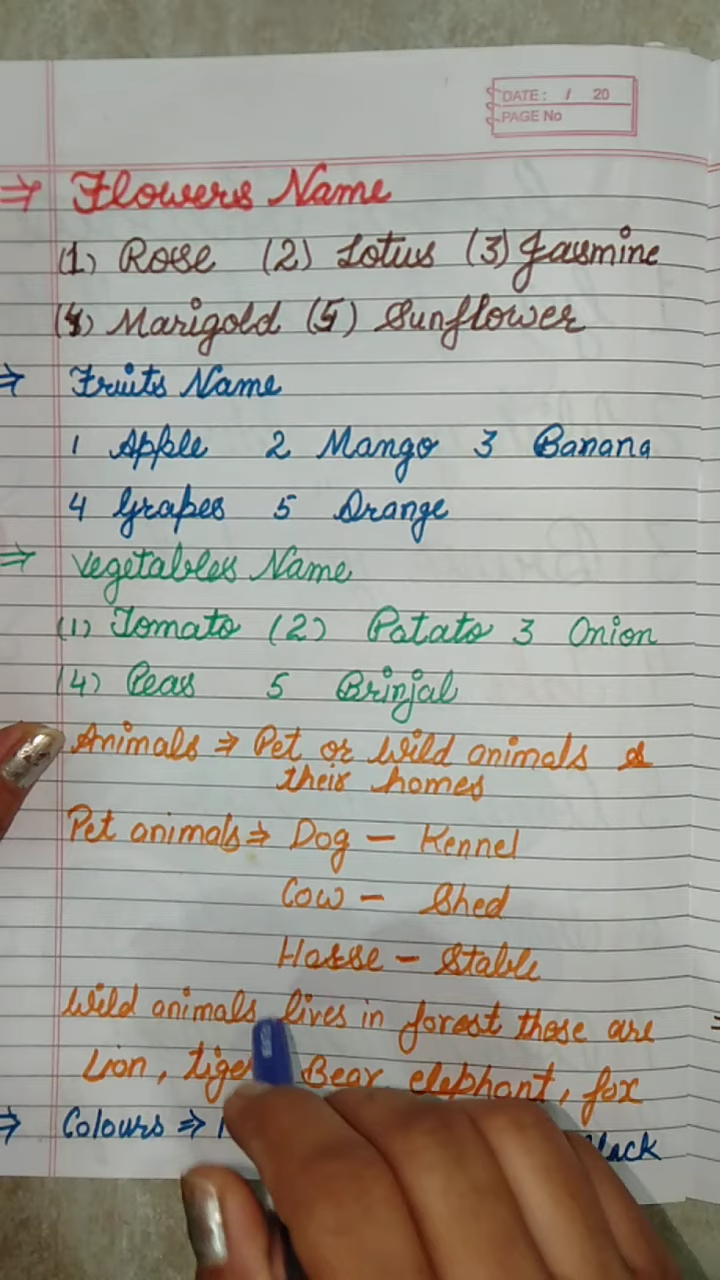 DATE: / 20
PAGE No
⇒ Flowers Name
(1) Rose (2) Lotus (3) Jasmine
(4) Marigold (5) Sunflower
⇒ Fruits Name
1 Apple 2 Mango 3 Banana
4 Grapes 5 Orange
⇒ Vegetables Name
(1) Tomato (2) Potato 3 Onion
(4) Peas 5 Brinjal
Animals ⇒ Pet or Wild animals &
their homes
Pet animals ⇒ Dog – Kennel
Cow – Shed
Horse – Stable
Wild animals lives in forest those are
Lion, tiger Bear, elephant, fox
⇒ Colours ⇒